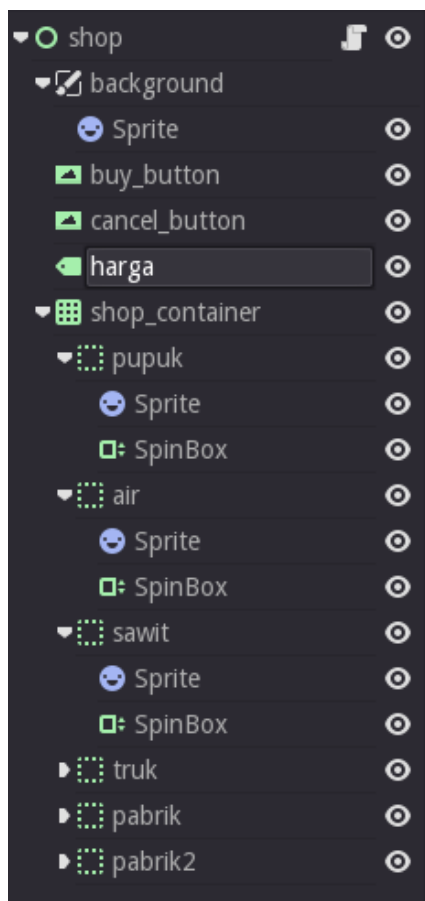 shop
background
Sprite
buy_button
cancel_button
harga
shop_container
pupuk
Sprite
SpinBox
air
Sprite
SpinBox
sawit
Sprite
SpinBox
truk
pabrik
pabrik2